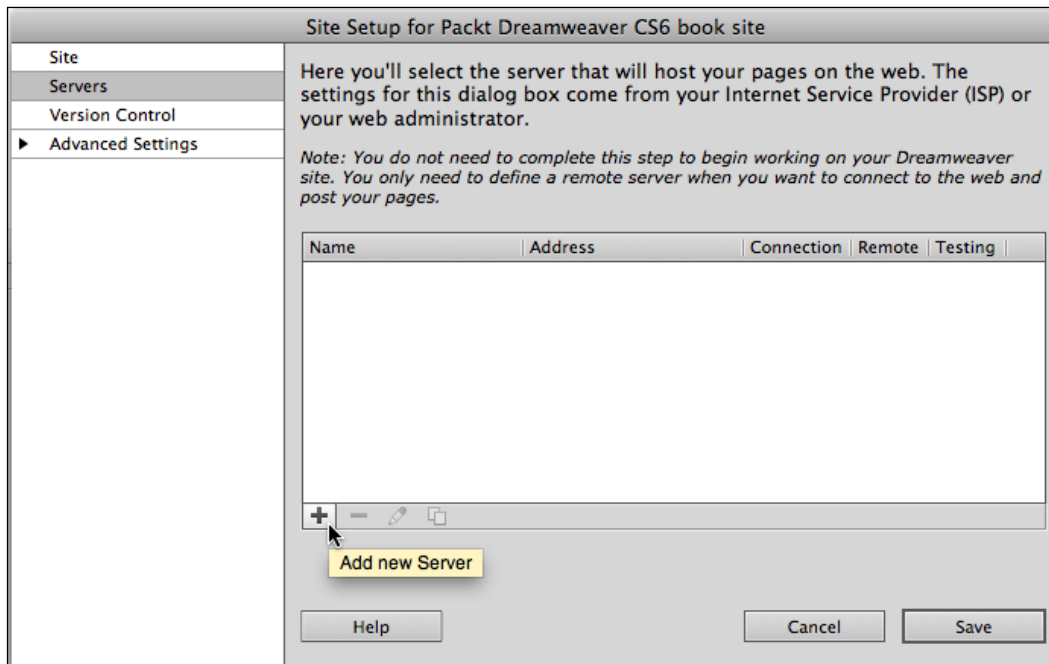 Site Setup for Packt Dreamweaver CS6 book site
Site
Servers
Version Control
Advanced Settings
Here you'll select the server that will host your pages on the web. The
settings for this dialog box come from your Internet Service Provider (ISP) or
your web administrator.
Note: You do not need to complete this step to begin working on your Dreamweaver
site. You only need to define a remote server when you want to connect to the web and
post your pages.
Name Address Connection Remote Testing
Add new Server
Help Cancel Save